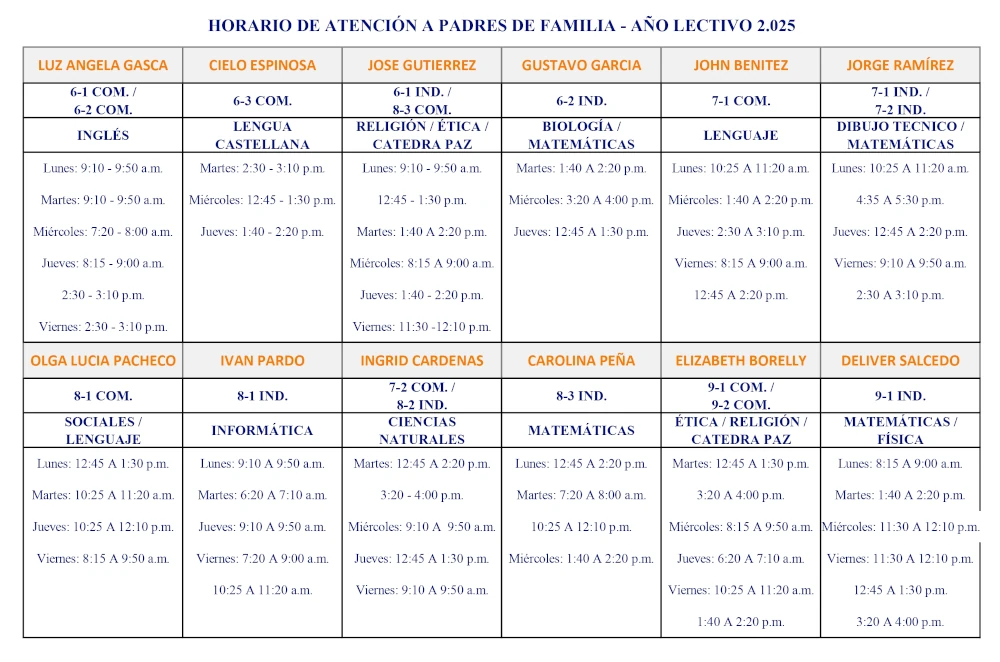 HORARIO DE ATENCIÓN A PADRES DE FAMILIA - AÑO LECTIVO 2.025
LUZ ANGELA GASCA
6-1 COM. /
6-2 COM.
INGLÉS
Lunes: 9:10 - 9:50 a.m.
Martes: 9:10 - 9:50 a.m.
Miércoles: 7:20 - 8:00 a.m.
Jueves: 8:15 - 9:00 a.m.
2:30 - 3:10 p.m.
Viernes: 2:30 - 3:10 p.m.
CIELO ESPINOSA
6-3 COM.
LENGUA
CASTELLANA
Martes: 2:30 - 3:10 p.m.
Miércoles: 12:45 - 1:30 p.m.
Jueves: 1:40 - 2:20 p.m.
JOSE GUTIERREZ
6-1 IND. /
8-3 COM.
RELIGIÓN / ÉTICA /
CATEDRA PAZ
Lunes: 9:10 - 9:50 a.m.
12:45 - 1:30 p.m.
Martes: 1:40 A 2:20 p.m.
Miércoles: 8:15 A 9:00 a.m.
Jueves: 1:40 - 2:20 p.m.
Viernes: 11:30 -12:10 p.m.
GUSTAVO GARCIA
6-2 IND.
BIOLOGÍA /
MATEMÁTICAS
Martes: 1:40 A 2:20 p.m.
Miércoles: 3:20 A 4:00 p.m.
Jueves: 12:45 A 1:30 p.m.
JOHN BENITEZ
7-1 COM.
LENGUAJE
Lunes: 10:25 A 11:20 a.m.
Miércoles: 1:40 A 2:20 p.m.
Jueves: 2:30 A 3:10 p.m.
Viernes: 8:15 A 9:00 a.m.
12:45 A 2:20 p.m.
JORGE RAMÍREZ
7-1 IND. /
7-2 IND.
DIBUJO TECNICO /
MATEMÁTICAS
Lunes: 10:25 A 11:20 a.m.
4:35 A 5:30 p.m.
Jueves: 12:45 A 2:20 p.m.
Viernes: 9:10 A 9:50 a.m.
2:30 A 3:10 p.m.
OLGA LUCIA PACHECO
8-1 COM.
SOCIALES /
LENGUAJE
Lunes: 12:45 A 1:30 p.m.
Martes: 10:25 A 11:20 a.m.
Jueves: 10:25 A 12:10 p.m.
Viernes: 8:15 A 9:50 a.m.
IVAN PARDO
8-1 IND.
INFORMÁTICA
Lunes: 9:10 A 9:50 a.m.
Martes: 6:20 A 7:10 a.m.
Jueves: 9:10 A 9:50 a.m.
Viernes: 7:20 A 9:00 a.m.
10:25 A 11:20 a.m.
INGRID CARDENAS
7-2 COM. /
8-2 IND.
CIENCIAS
NATURALES
Martes: 12:45 A 2:20 p.m.
3:20 - 4:00 p.m.
Miércoles: 9:10 A 9:50 a.m.
Jueves: 12:45 A 1:30 p.m.
Viernes: 9:10 A 9:50 a.m.
CAROLINA PEÑA
8-3 IND.
MATEMÁTICAS
Lunes: 12:45 A 2:20 p.m.
Martes: 7:20 A 8:00 a.m.
10:25 A 12:10 p.m.
Miércoles: 1:40 A 2:20 p.m.
ELIZABETH BORELLY
9-1 COM. /
9-2 COM.
ÉTICA / RELIGIÓN /
CATEDRA PAZ
Martes: 12:45 A 1:30 p.m.
3:20 A 4:00 p.m.
Miércoles: 8:15 A 9:50 a.m.
Jueves: 6:20 A 7:10 a.m.
Viernes: 10:25 A 11:20 a.m.
1:40 A 2:20 p.m.
DELIVER SALCEDO
9-1 IND.
MATEMÁTICAS /
FÍSICA
Lunes: 8:15 A 9:00 a.m.
Martes: 1:40 A 2:20 p.m.
Miércoles: 11:30 A 12:10 p.m.
Viernes: 11:30 A 12:10 p.m.
12:45 A 1:30 p.m.
3:20 A 4:00 p.m.